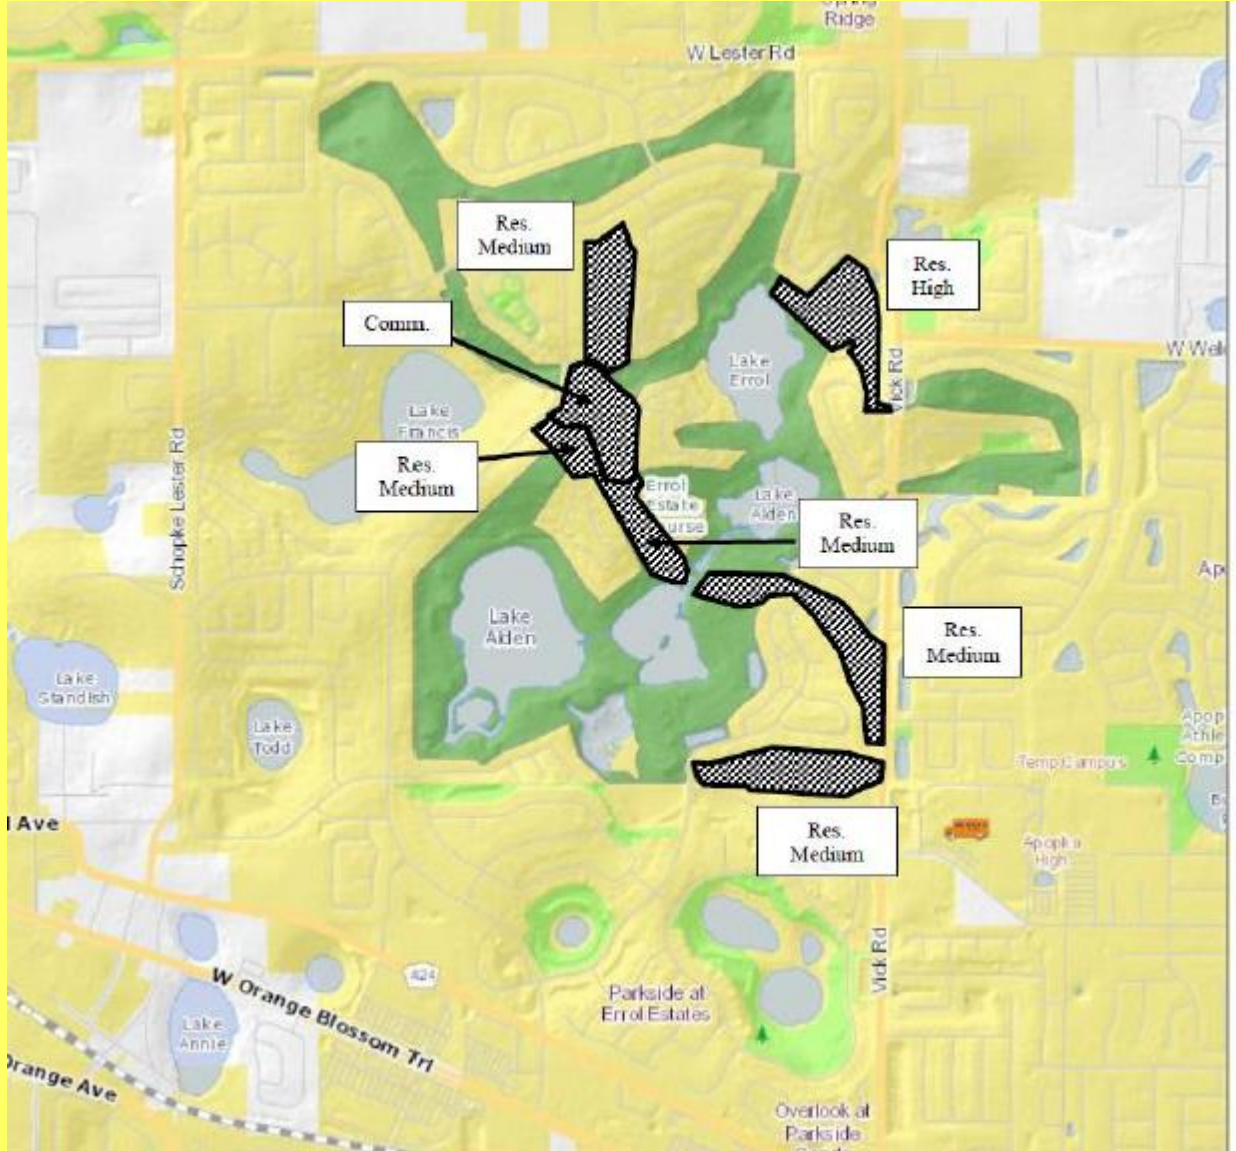 Ridge
W Lester Rd
Res.
Medium
Res.
High
Comm.
W Wel
Lake
Errol
Vick Rd
Lake
Francis
Res.
Medium
Schopke Lester Rd
Errol
Estate
urse
Lake
Alden
Res.
Medium
Ap
Lake
Alden
Res.
Medium
Lake
Standish
Lake
Todd
Apop
Athle
Comp
Temp Campus
l Ave
Res.
Medium
Apopka
High
Vick Rd
424
W Orange Blossom Trl
Parkside at
Errol Estates
Lake
Annie
Orange Ave
Overlook at
Parkside